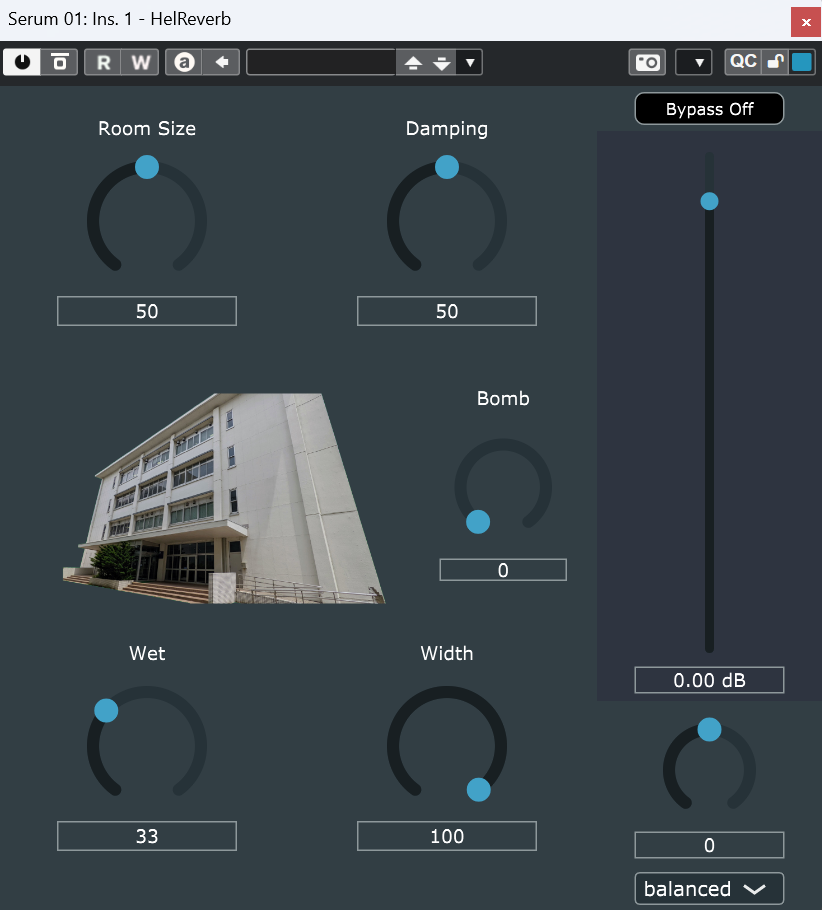 Serum 01: Ins. 1 - HelReverb
R W a QC
Bypass Off
Room Size
Damping
50
50
Bomb
0
Wet
Width
0.00 dB
33
100
0
balanced